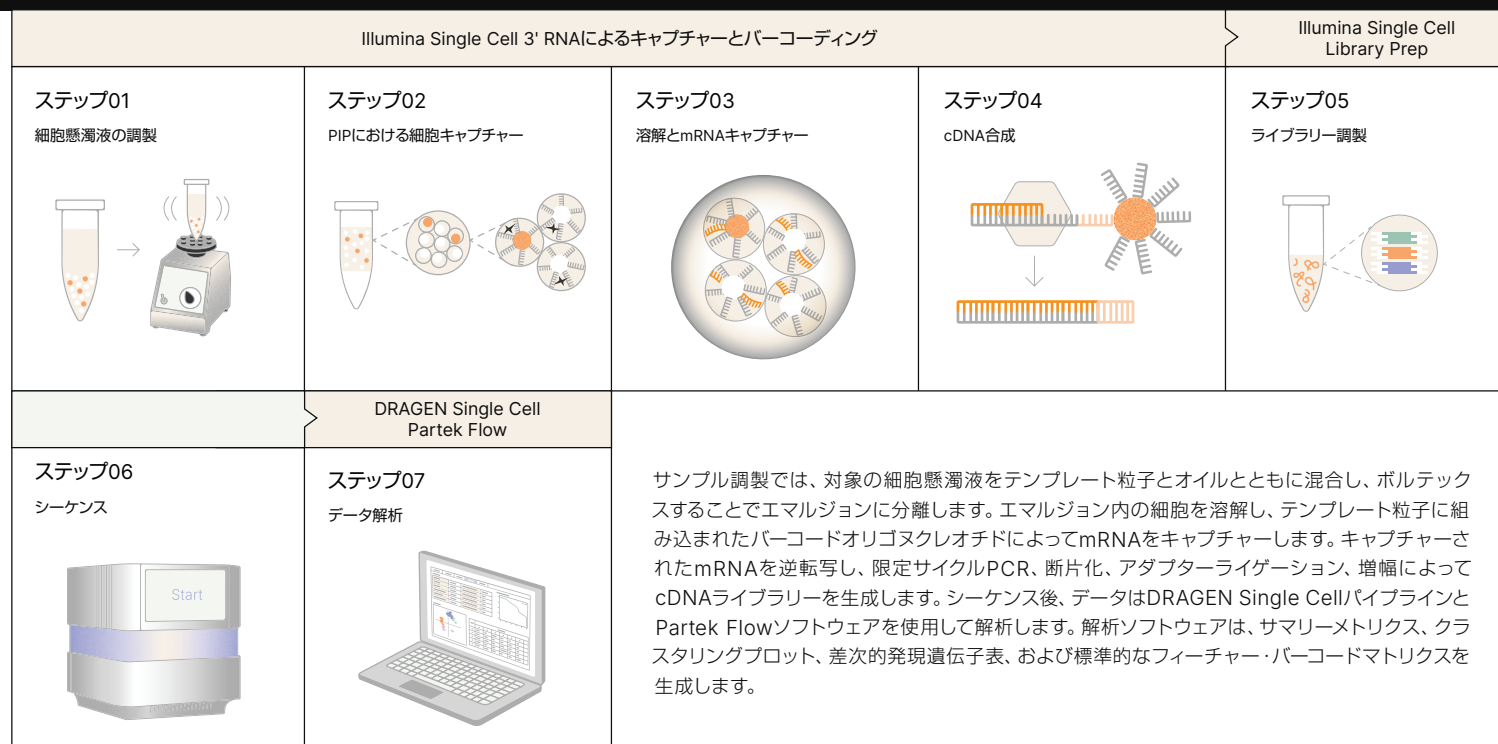 Illumina Single Cell 3' RNAによるキャプチャーとバーコーディング
Illumina Single Cell
Library Prep
ステップ01
細胞懸濁液の調製
ステップ02
PIPにおける細胞キャプチャー
ステップ03
溶解とmRNAキャプチャー
ステップ04
cDNA合成
ステップ05
ライブラリー調製
DRAGEN Single Cell
Partek Flow
ステップ06
シーケンス
Start
ステップ07
データ解析
サンプル調製では、対象の細胞懸濁液をテンプレート粒子とオイルとともに混合し、ボルテック
スすることでエマルジョンに分離します。エマルジョン内の細胞を溶解し、テンプレート粒子に組
み込まれたバーコードオリゴヌクレオチドによってmRNAをキャプチャーします。キャプチャーさ
れたmRNAを逆転写し、限定サイクルPCR、断片化、アダプターライゲーション、増幅によって
cDNAライブラリーを生成します。シーケンス後、データはDRAGEN Single Cellパイプラインと
Partek Flowソフトウェアを使用して解析します。解析ソフトウェアは、サマリーメトリクス、クラ
スタリングプロット、差次的発現遺伝子表、および標準的なフィーチャー・バーコードマトリクスを
生成します。